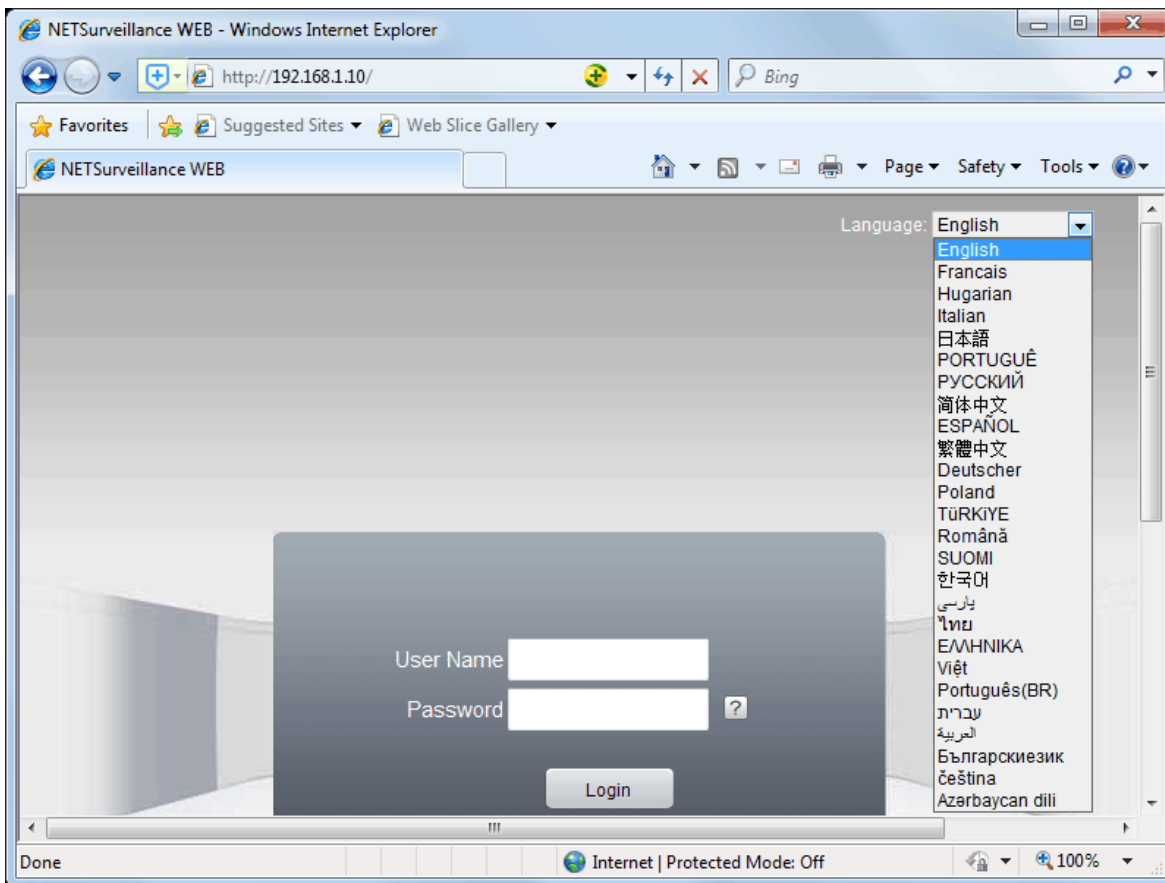 NETSurveillance WEB - Windows Internet Explorer
http://192.168.1.10/
Bing
Favorites Suggested Sites Web Slice Gallery
NETSurveillance WEB Page Safety Tools
Language: English
English
Francais
Hugarian
Italian
日本語
PORTUGUÊ
РУССКИЙ
简体中文
ESPAÑOL
繁體中文
Deutscher
Poland
TüRKiYE
Română
SUOMI
한국어
پارسی
ไทย
ΕΛΛΗΝΙΚΑ
Việt
Português(BR)
עברית
العربية
Българскиезик
čeština
Azərbaycan dili
User Name
Password ?
Login
Done Internet | Protected Mode: Off 100%